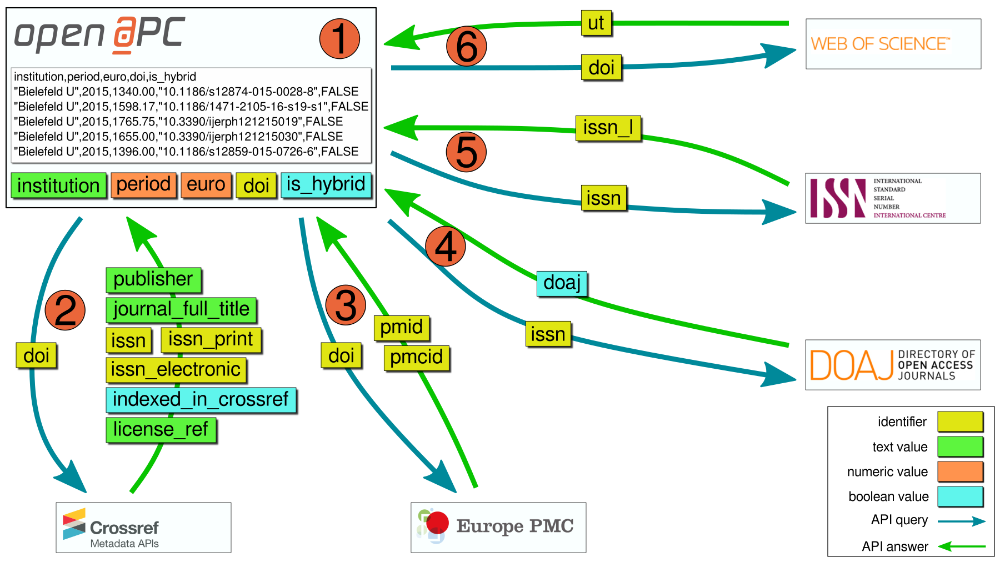 open aPC
1
institution,period,euro,doi,is_hybrid
"Bielefeld U",2015,1340.00,"10.1186/s12874-015-0028-8",FALSE
"Bielefeld U",2015,1598.17,"10.1186/1471-2105-16-s19-s1",FALSE
"Bielefeld U",2015,1765.75,"10.3390/ijerph121215019",FALSE
"Bielefeld U",2015,1655.00,"10.3390/ijerph121215030",FALSE
"Bielefeld U",2015,1396.00,"10.1186/s12859-015-0726-6",FALSE
institution period euro doi is_hybrid
6
ut
doi
WEB OF SCIENCE™
5
issn_l
issn
ISSN
INTERNATIONAL
STANDARD
SERIAL
NUMBER
INTERNATIONAL CENTRE
4
doaj
issn
DOAJ
DIRECTORY OF
OPEN ACCESS
JOURNALS
2
doi
publisher
journal_full_title
issn issn_print
issn_electronic
indexed_in_crossref
license_ref
Crossref
Metadata APIs
3
doi
pmid
pmcid
Europe PMC
identifier
text value
numeric value
boolean value
API query
API answer